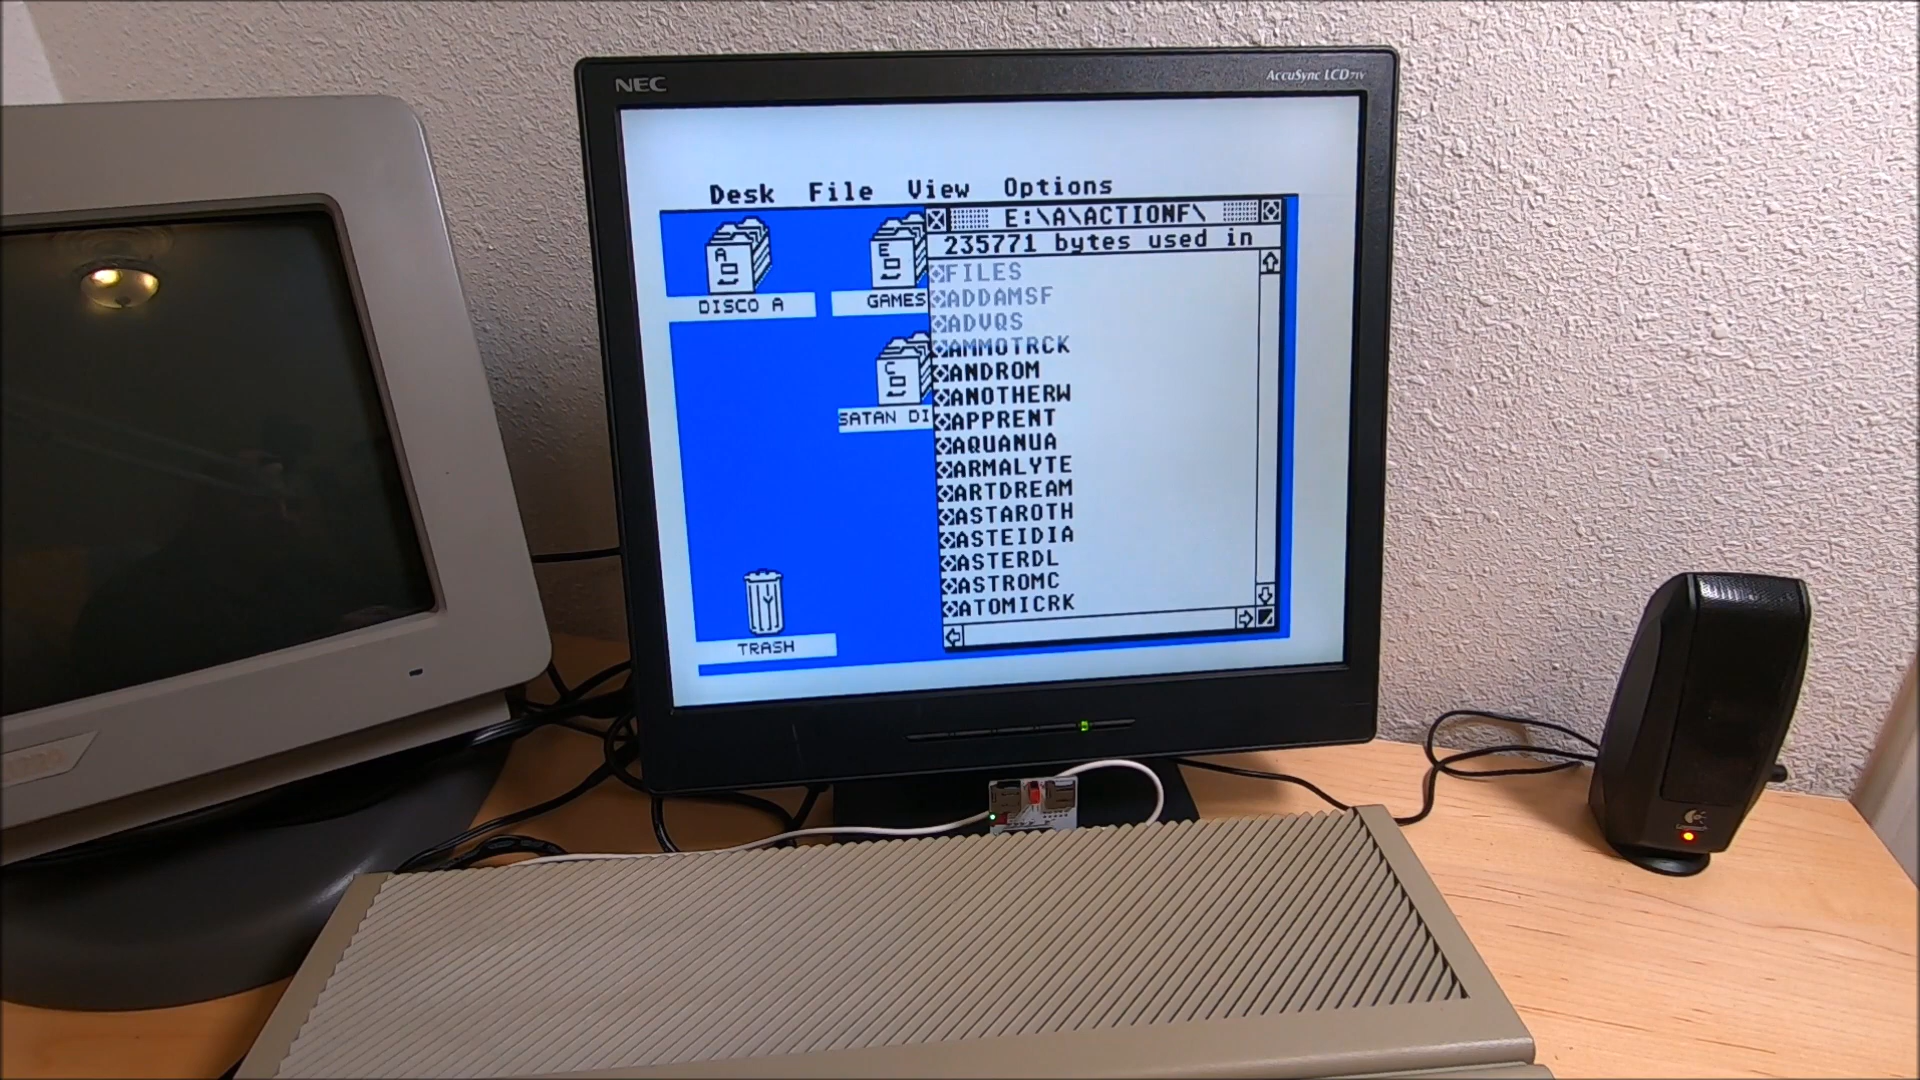 NEC
AccuSync LCD71V
Desk File View Options
E:\A\ACTIONF\
235771 bytes used in
A
DISCO A
E
GAMES
C
SATAN DI
TRASH
FILES
ADDAMSF
ADVQS
AMMOTRCK
ANDROM
ANOTHERW
APPRENT
AQUANUA
ARMALYTE
ARTDREAM
ASTAROTH
ASTEIDIA
ASTERDL
ASTROMC
ATOMICRK
Logitech